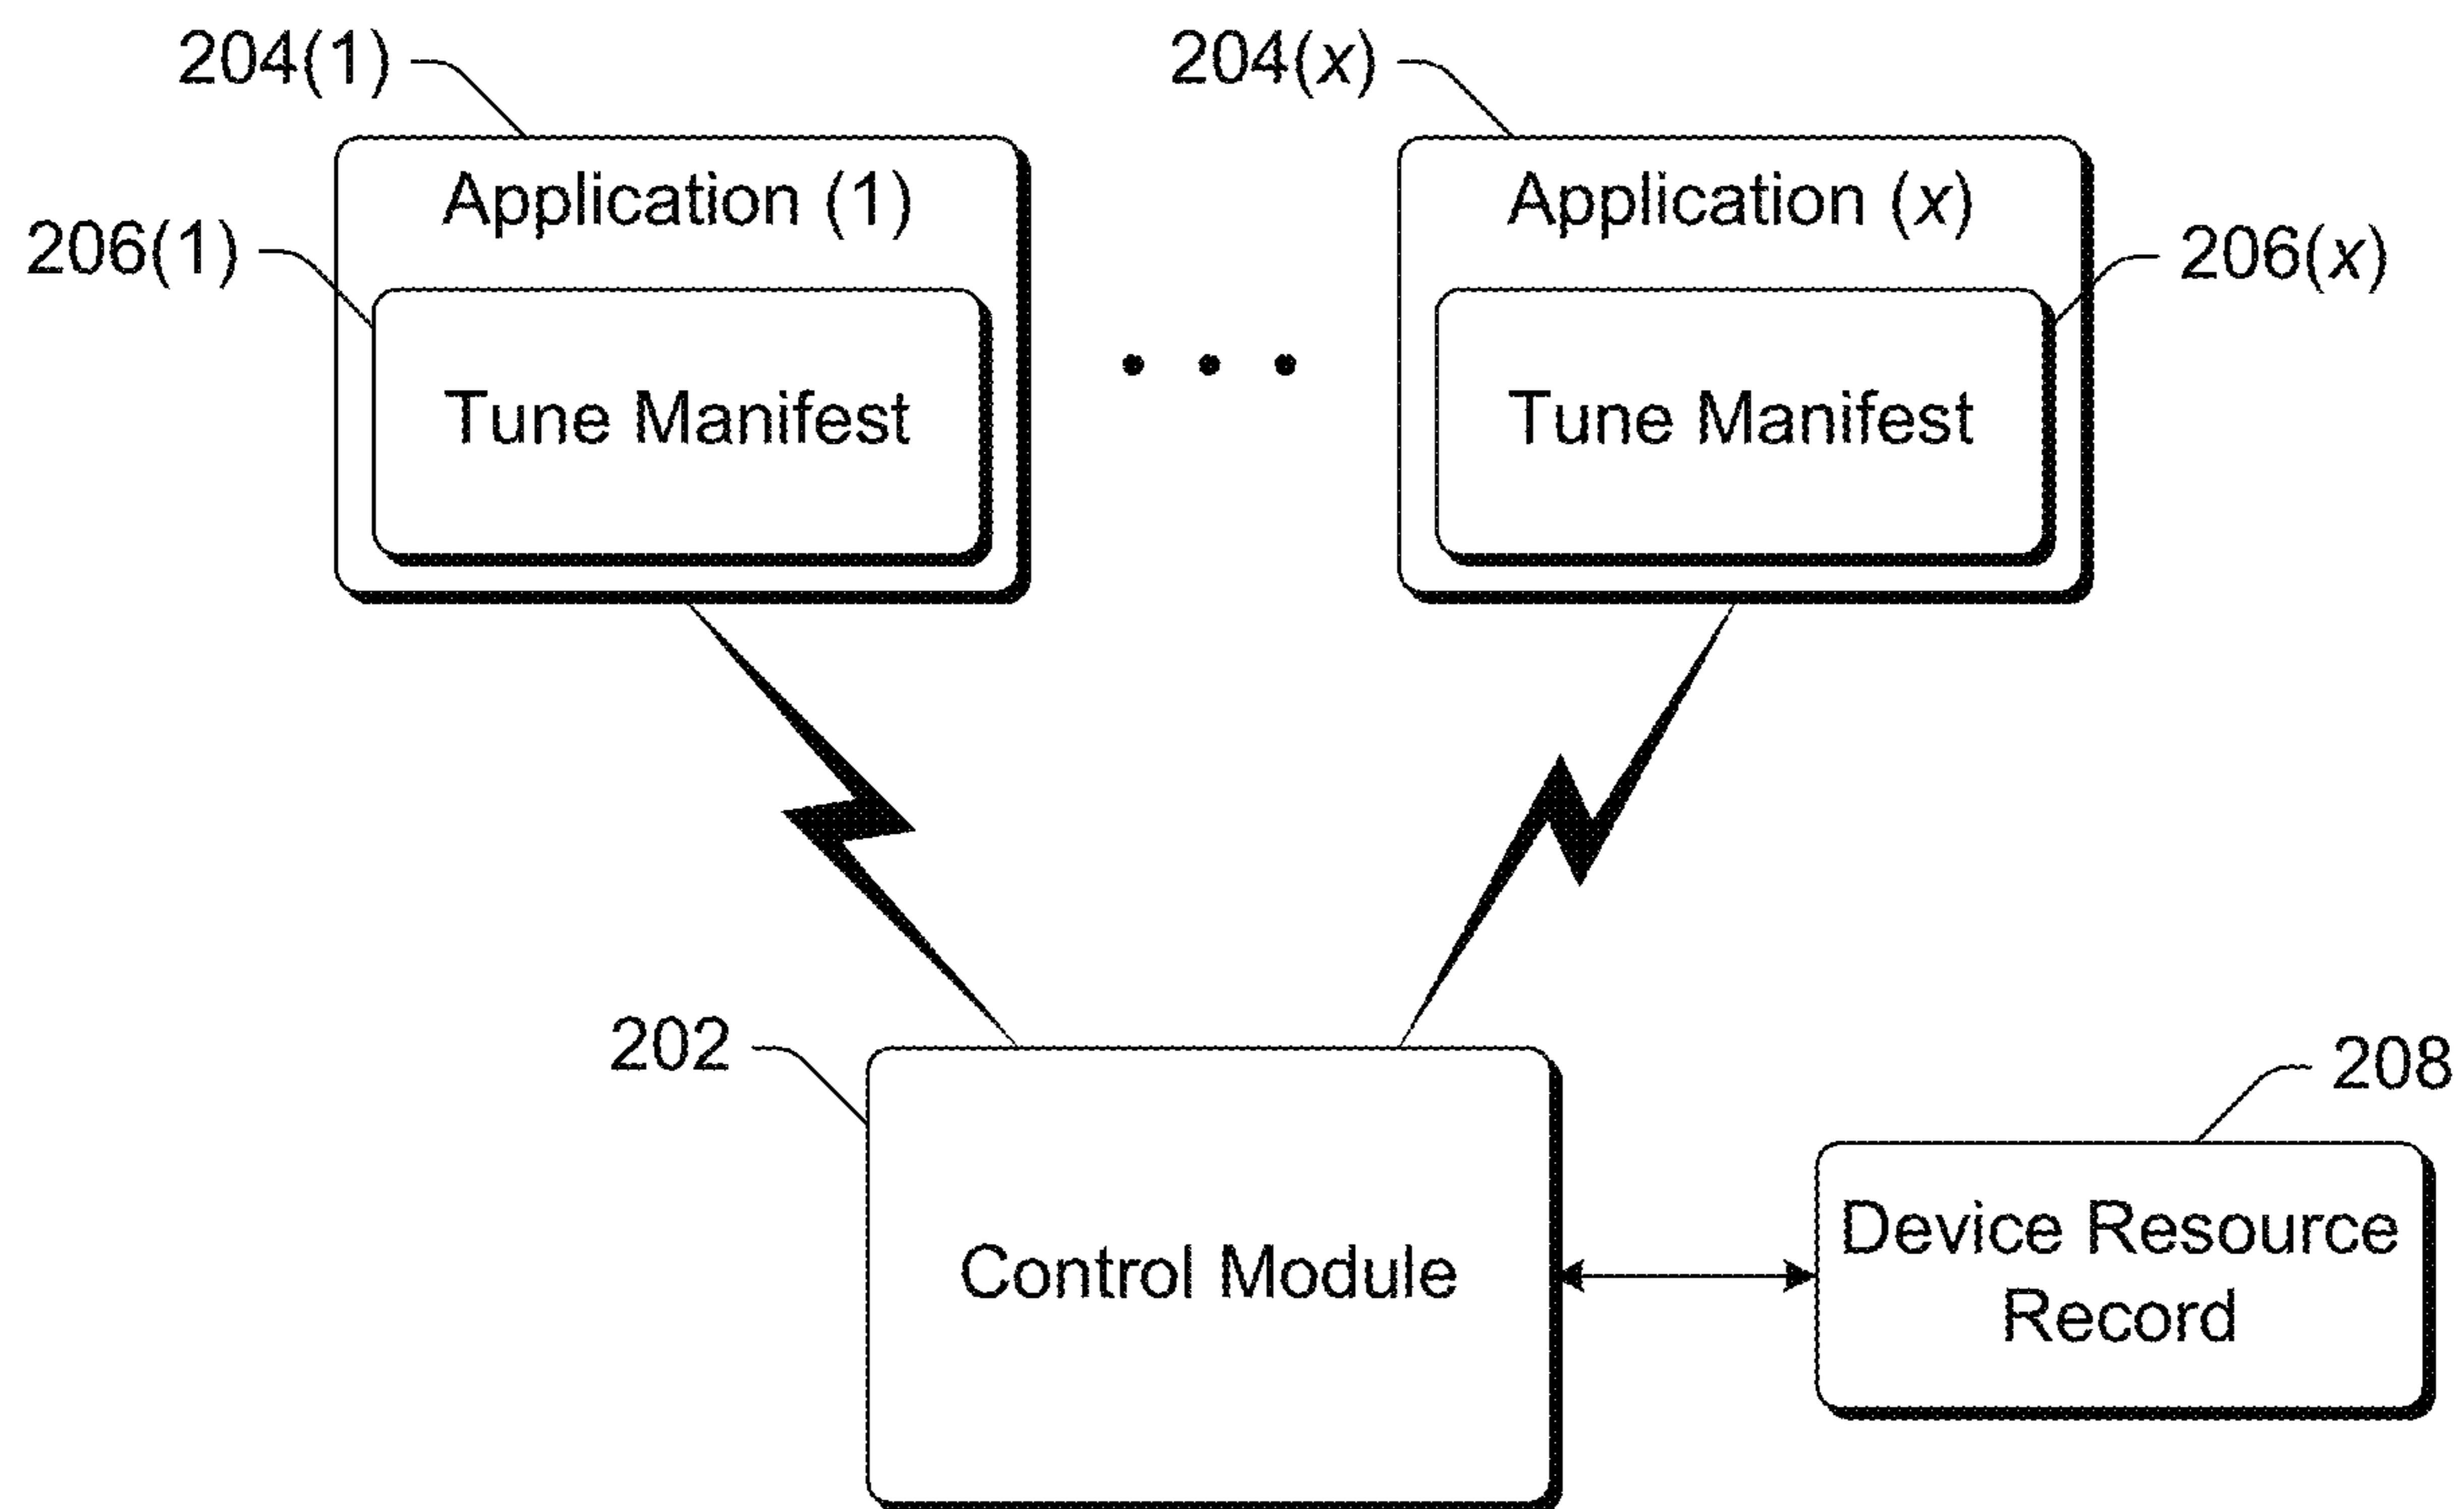 204(1)
204(x)
Application (1)
Application (x)
206(1)
206(x)
Tune Manifest
Tune Manifest
202
208
Control Module
Device Resource
Record